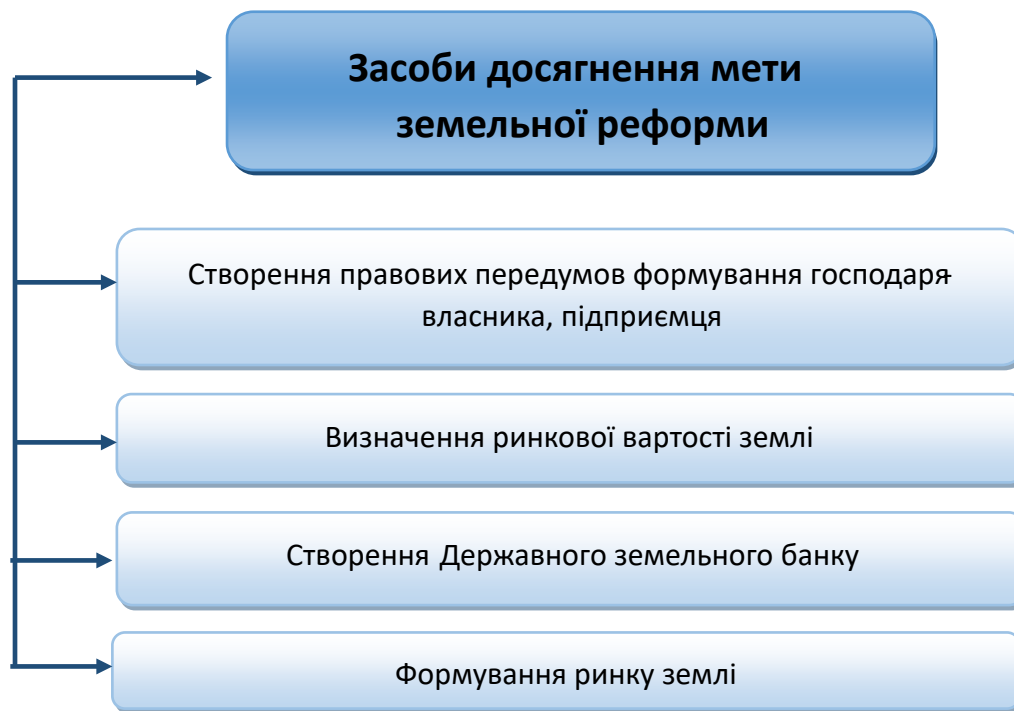 Засоби досягнення мети
земельної реформи
Створення правових передумов формування господаря-
власника, підприємця
Визначення ринкової вартості землі
Створення Державного земельного банку
Формування ринку землі